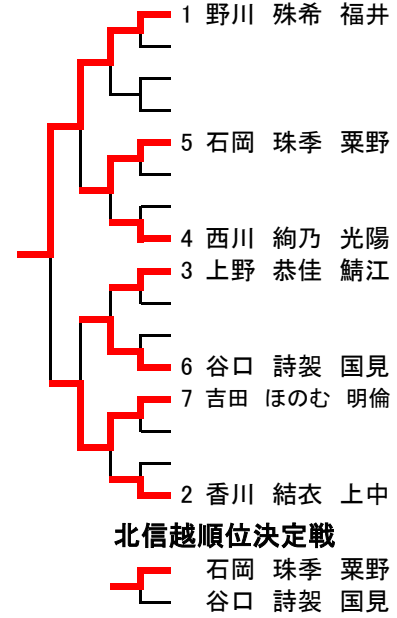 1 野川 殊希 福井
5 石岡 珠季 粟野
4 西川 絢乃 光陽
3 上野 恭佳 鯖江
6 谷口 詩袈 国見
7 吉田 ほのむ 明倫
2 香川 結衣 上中
北信越順位決定戦
石岡 珠季 粟野
谷口 詩袈 国見